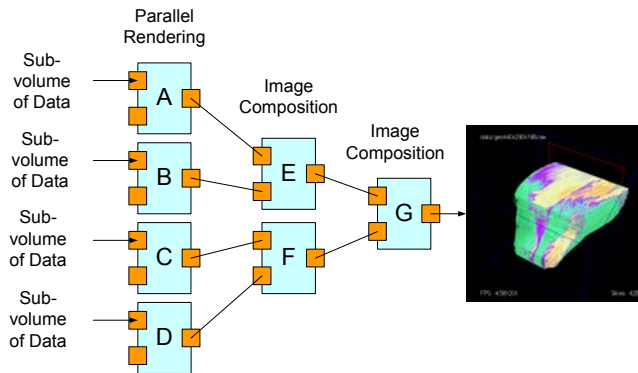 Parallel
Rendering
Sub-
volume
of Data
A
Image
Composition
Image
Composition
Sub-
volume
of Data
B
E
G
Sub-
volume
of Data
C
F
Sub-
volume
of Data
D